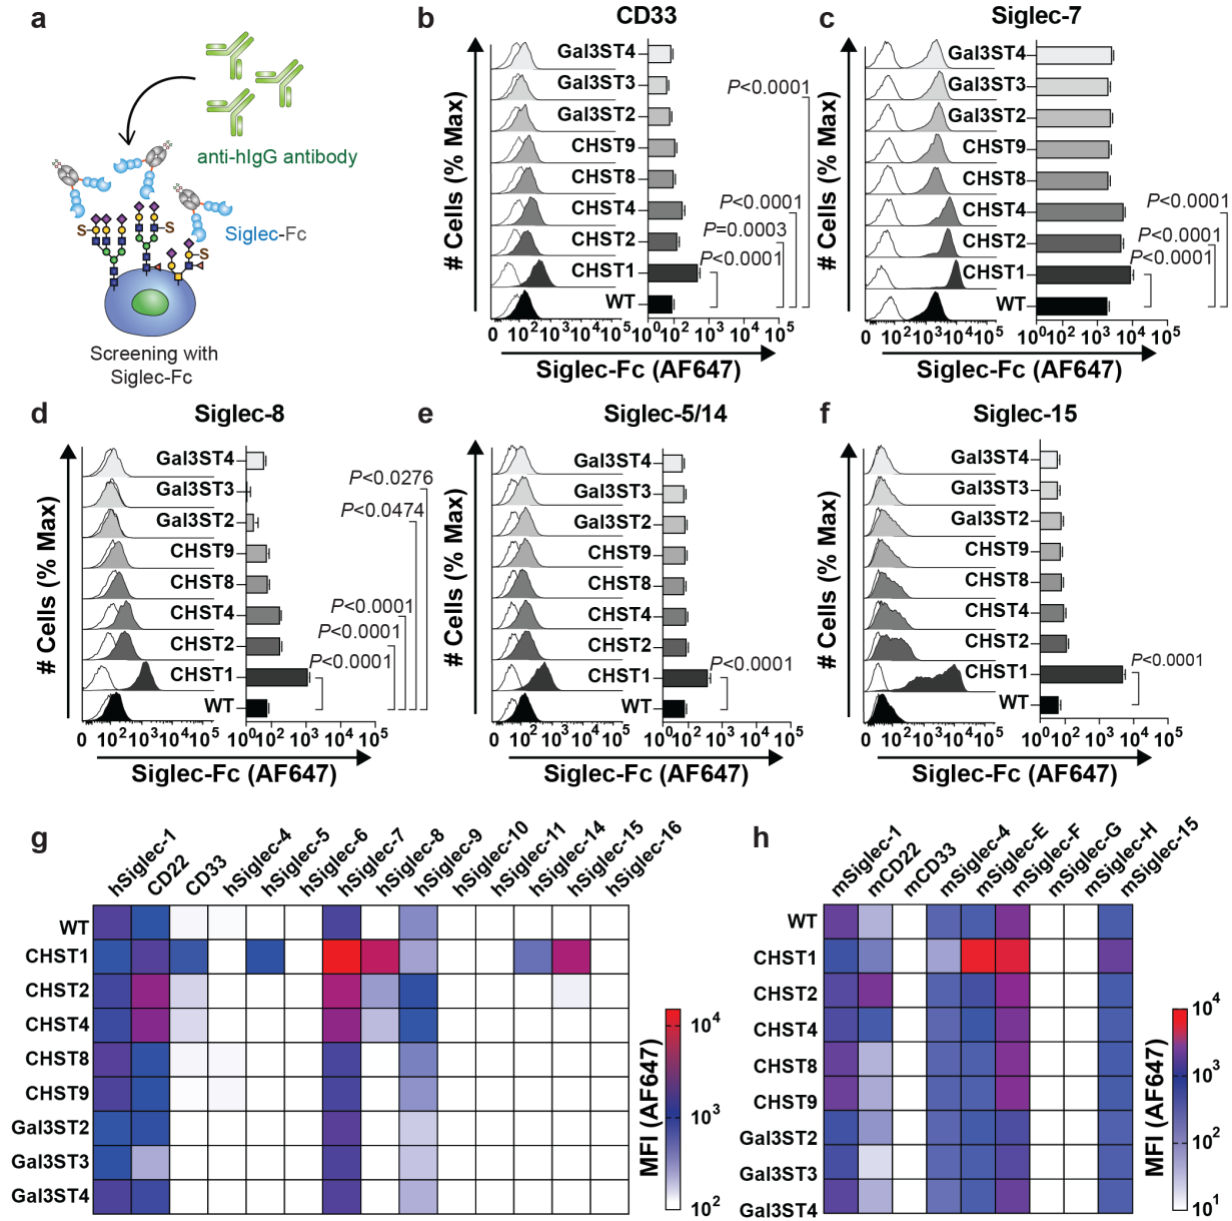 a
anti-hIgG antibody
Siglec-Fc
S
S
S
Screening with
Siglec-Fc
b
CD33
# Cells (% Max)
Gal3ST4
Gal3ST3
Gal3ST2
CHST9
CHST8
CHST4
CHST2
CHST1
WT
P<0.0001
P<0.0001
P=0.0003
P<0.0001
0 10² 10³ 10⁴ 10⁵
10⁰ 10² 10³ 10⁴ 10⁵
Siglec-Fc (AF647)
c
Siglec-7
# Cells (% Max)
Gal3ST4
Gal3ST3
Gal3ST2
CHST9
CHST8
CHST4
CHST2
CHST1
WT
P<0.0001
P<0.0001
P<0.0001
0 10² 10³ 10⁴ 10⁵
10⁰ 10² 10³ 10⁴ 10⁵
Siglec-Fc (AF647)
d
Siglec-8
# Cells (% Max)
Gal3ST4
Gal3ST3
Gal3ST2
CHST9
CHST8
CHST4
CHST2
CHST1
WT
P<0.0276
P<0.0474
P<0.0001
P<0.0001
P<0.0001
0 10² 10³ 10⁴ 10⁵
10⁰ 10² 10³ 10⁴ 10⁵
Siglec-Fc (AF647)
e
Siglec-5/14
# Cells (% Max)
Gal3ST4
Gal3ST3
Gal3ST2
CHST9
CHST8
CHST4
CHST2
CHST1
WT
P<0.0001
0 10² 10³ 10⁴ 10⁵
10⁰ 10² 10³ 10⁴ 10⁵
Siglec-Fc (AF647)
f
Siglec-15
# Cells (% Max)
Gal3ST4
Gal3ST3
Gal3ST2
CHST9
CHST8
CHST4
CHST2
CHST1
WT
P<0.0001
0 10² 10³ 10⁴ 10⁵
10⁰ 10² 10³ 10⁴ 10⁵
Siglec-Fc (AF647)
g
hSiglec-1
CD22
CD33
hSiglec-4
hSiglec-5
hSiglec-6
hSiglec-7
hSiglec-8
hSiglec-9
hSiglec-10
hSiglec-11
hSiglec-14
hSiglec-15
hSiglec-16
WT
CHST1
CHST2
CHST4
CHST8
CHST9
Gal3ST2
Gal3ST3
Gal3ST4
MFI (AF647)
10⁴
10³
10²
h
mSiglec-1
mCD22
mCD33
mSiglec-4
mSiglec-E
mSiglec-F
mSiglec-G
mSiglec-H
mSiglec-15
WT
CHST1
CHST2
CHST4
CHST8
CHST9
Gal3ST2
Gal3ST3
Gal3ST4
MFI (AF647)
10⁴
10³
10²
10¹